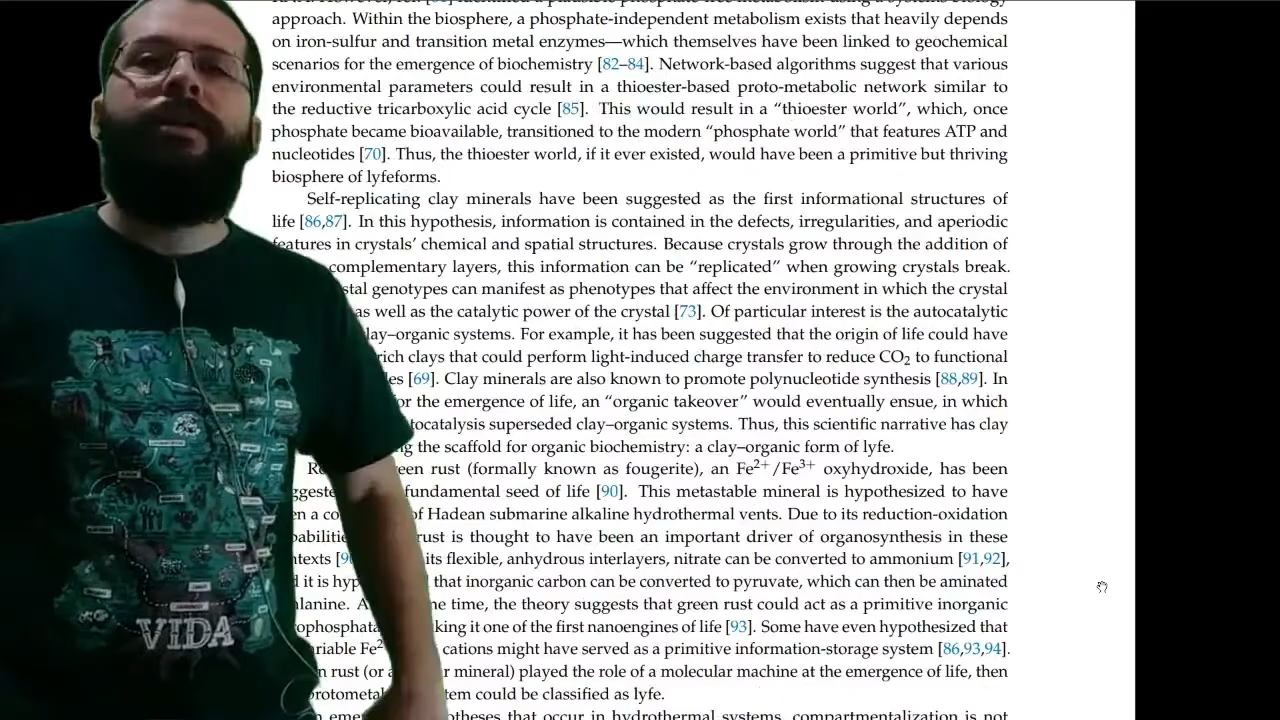 approach. Within the biosphere, a phosphate-independent metabolism exists that heavily depends
on iron-sulfur and transition metal enzymes—which themselves have been linked to geochemical
scenarios for the emergence of biochemistry [82–84]. Network-based algorithms suggest that various
environmental parameters could result in a thioester-based proto-metabolic network similar to
the reductive tricarboxylic acid cycle [85]. This would result in a “thioester world”, which, once
phosphate became bioavailable, transitioned to the modern “phosphate world” that features ATP and
nucleotides [70]. Thus, the thioester world, if it ever existed, would have been a primitive but thriving
biosphere of lyfeforms.
Self-replicating clay minerals have been suggested as the first informational structures of
life [86,87]. In this hypothesis, information is contained in the defects, irregularities, and aperiodic
features in crystals’ chemical and spatial structures. Because crystals grow through the addition of
complementary layers, this information can be “replicated” when growing crystals break.
genotypes can manifest as phenotypes that affect the environment in which the crystal
as well as the catalytic power of the crystal [73]. Of particular interest is the autocatalytic
clay–organic systems. For example, it has been suggested that the origin of life could have
rich clays that could perform light-induced charge transfer to reduce CO2 to functional
[69]. Clay minerals are also known to promote polynucleotide synthesis [88,89]. In
for the emergence of life, an “organic takeover” would eventually ensue, in which
superseded clay–organic systems. Thus, this scientific narrative has clay
the scaffold for organic biochemistry: a clay–organic form of lyfe.
rust (formally known as fougerite), an Fe2+/Fe3+ oxyhydroxide, has been
fundamental seed of life [90]. This metastable mineral is hypothesized to have
of Hadean submarine alkaline hydrothermal vents. Due to its reduction-oxidation
rust is thought to have been an important driver of organosynthesis in these
its flexible, anhydrous interlayers, nitrate can be converted to ammonium [91,92],
it is that inorganic carbon can be converted to pyruvate, which can then be aminated
time, the theory suggests that green rust could act as a primitive inorganic
making it one of the first nanoengines of life [93]. Some have even hypothesized that
cations might have served as a primitive information-storage system [86,93,94].
rust (or mineral) played the role of a molecular machine at the emergence of life, then
could be classified as lyfe.
that occur in hydrothermal systems, compartmentalization is not
VIDA